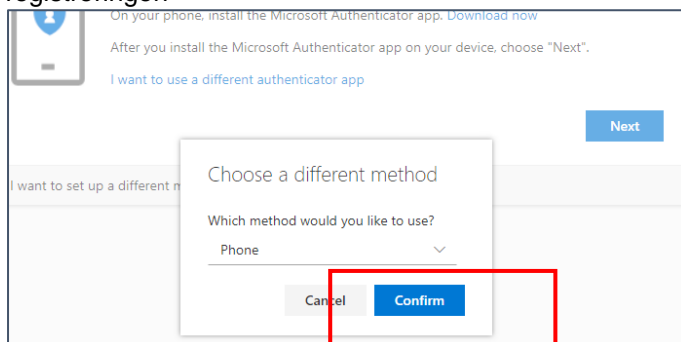 registreringen
On your phone, install the Microsoft Authenticator app. Download now
After you install the Microsoft Authenticator app on your device, choose "Next".
I want to use a different authenticator app
Next
I want to set up a different m
Choose a different method
Which method would you like to use?
Phone
Cancel Confirm